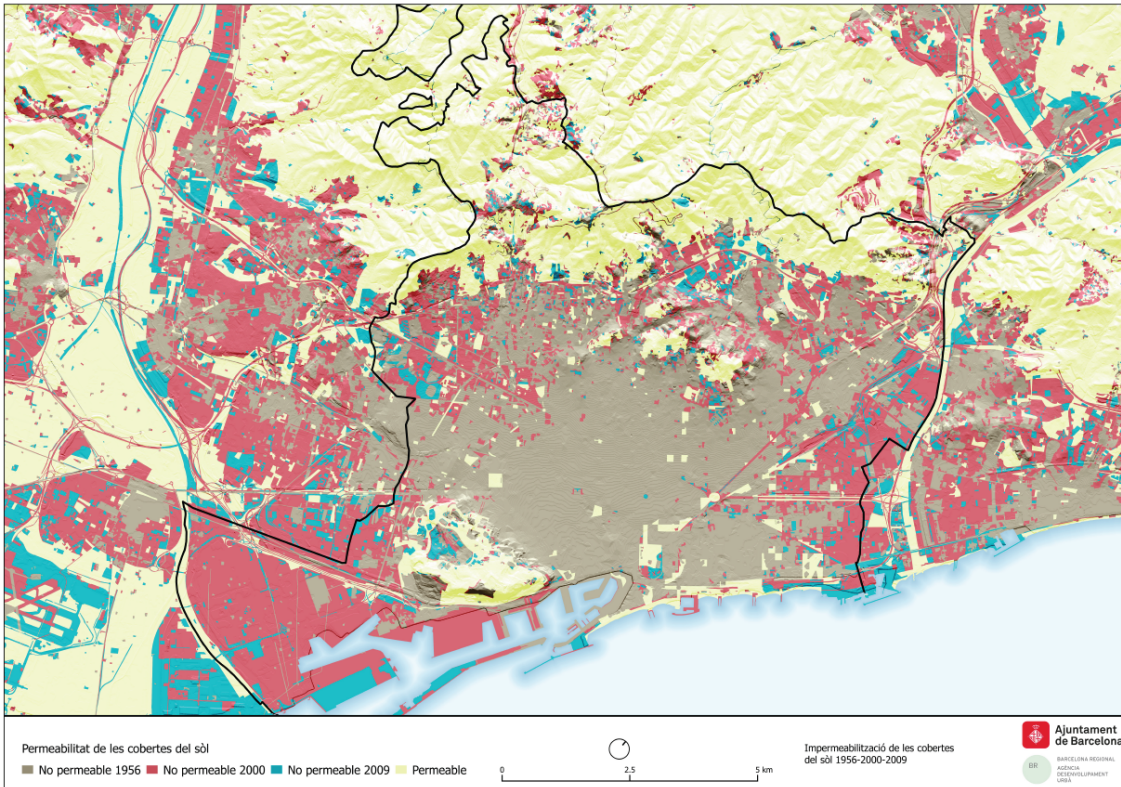 Permeabilitat de les cobertes del sòl
No permeable 1956 No permeable 2000 No permeable 2009 Permeable
0 2.5 5 km
Impermeabilització de les cobertes
del sòl 1956-2000-2009
Ajuntament
de Barcelona
BR
BARCELONA REGIONAL
AGÈNCIA
DESENVOLUPAMENT
URBÀ